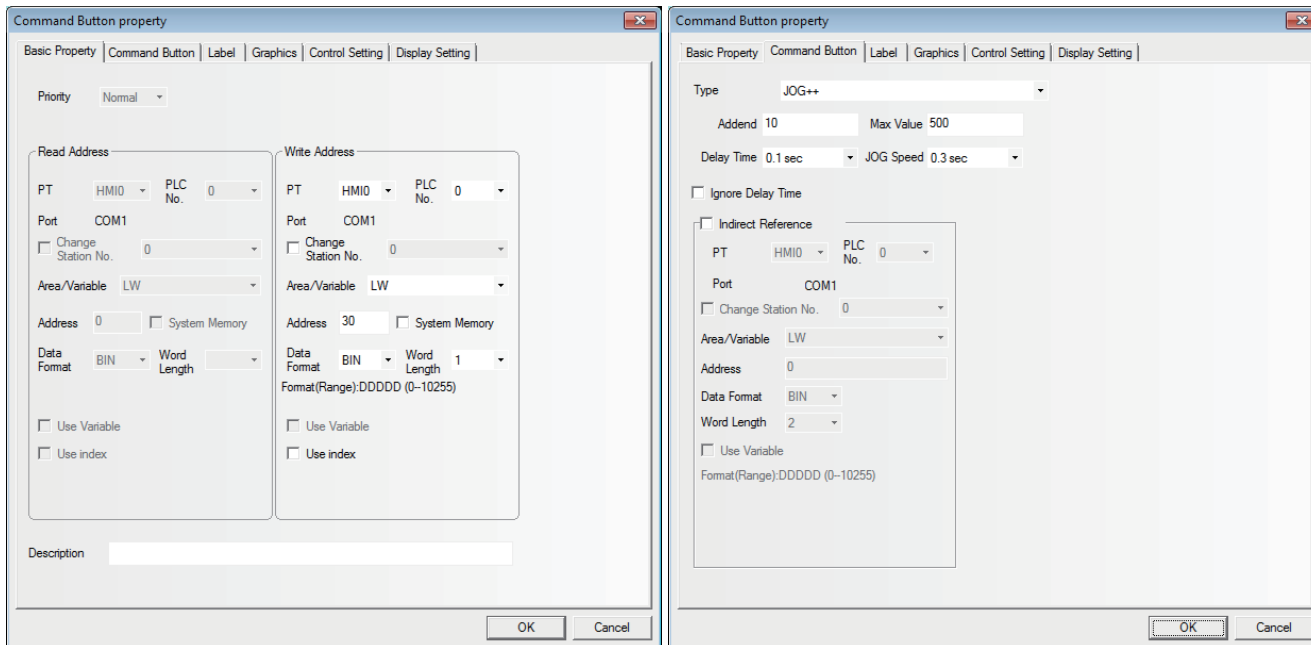 Command Button property
Basic Property Command Button Label Graphics Control Setting Display Setting
Priority Normal
Read Address
PT HMI0 PLC No. 0
Port COM1
Change Station No. 0
Area/Variable LW
Address 0 System Memory
Data Format BIN Word Length
Use Variable
Use index
Write Address
PT HMI0 PLC No. 0
Port COM1
Change Station No. 0
Area/Variable LW
Address 30 System Memory
Data Format BIN Word Length 1
Format(Range):DDDDD (0--10255)
Use Variable
Use index
Description
OK Cancel
Command Button property
Basic Property Command Button Label Graphics Control Setting Display Setting
Type JOG++
Addend 10 Max Value 500
Delay Time 0.1 sec JOG Speed 0.3 sec
Ignore Delay Time
Indirect Reference
PT HMI0 PLC No. 0
Port COM1
Change Station No. 0
Area/Variable LW
Address 0
Data Format BIN
Word Length 2
Use Variable
Format(Range):DDDDD (0--10255)
OK Cancel